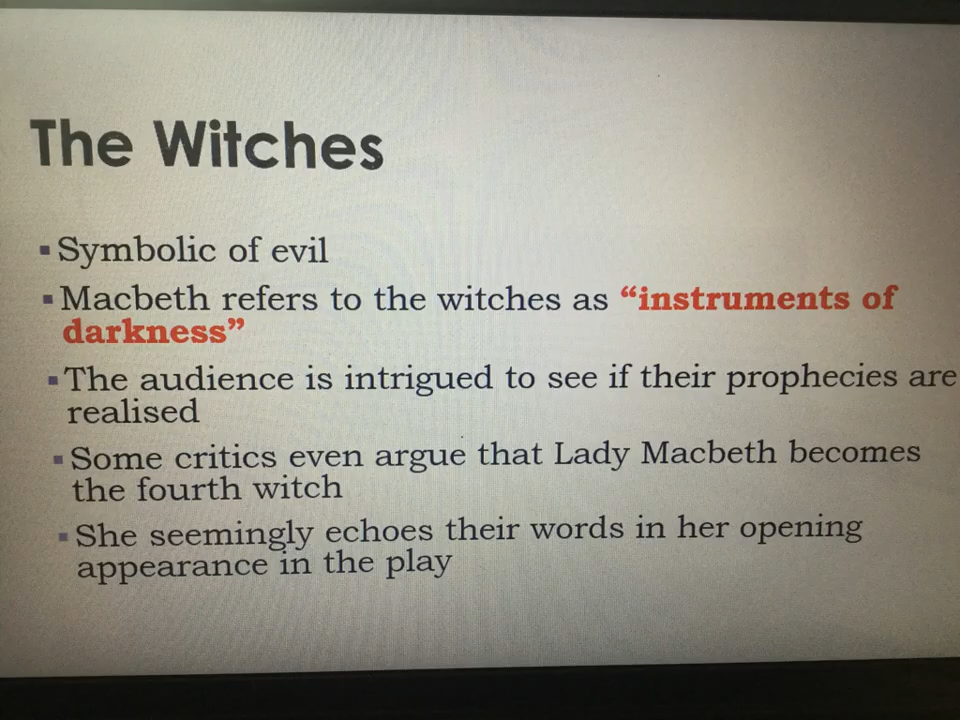 The Witches
▪ Symbolic of evil
▪ Macbeth refers to the witches as “instruments of
darkness”
▪ The audience is intrigued to see if their prophecies are
realised
▪ Some critics even argue that Lady Macbeth becomes
the fourth witch
▪ She seemingly echoes their words in her opening
appearance in the play